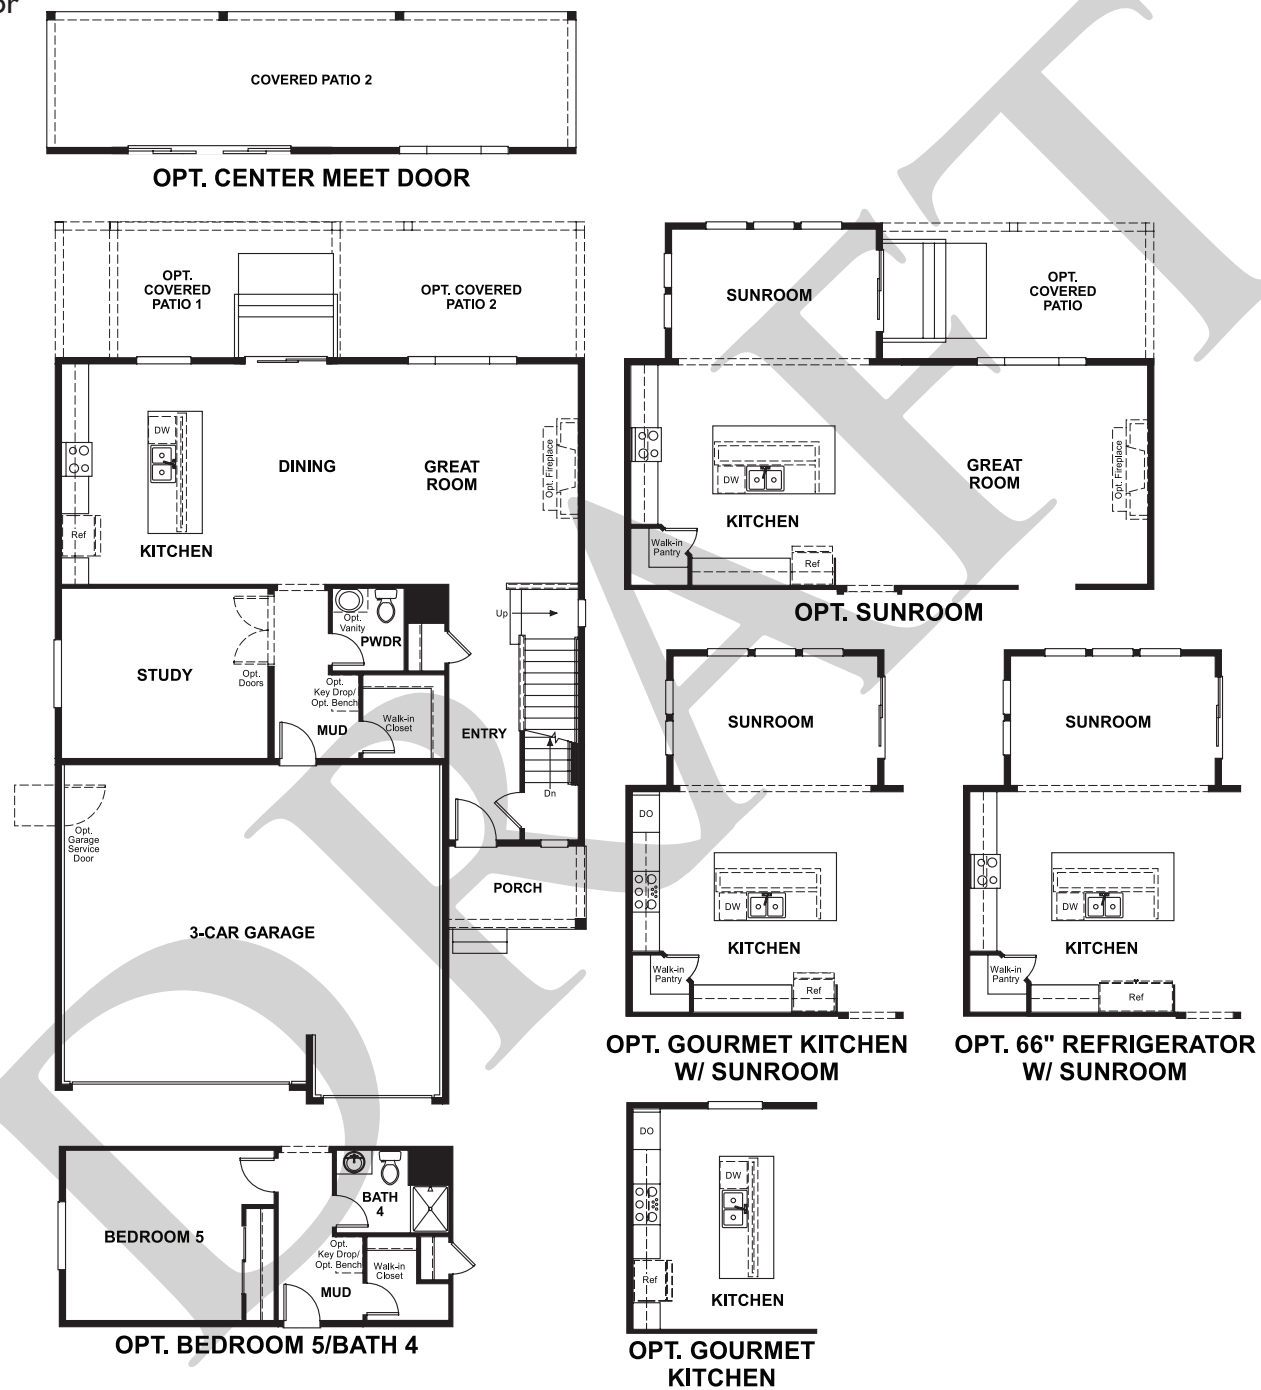 or
COVERED PATIO 2
OPT. CENTER MEET DOOR
OPT.
COVERED
PATIO 1
OPT. COVERED
PATIO 2
DW
DINING
GREAT
ROOM
Opt. Fireplace
Ref
KITCHEN
Opt.
Vanity
PWDR
Up
STUDY
Opt.
Doors
Opt.
Key Drop/
Opt. Bench
MUD
Walk-in
Closet
ENTRY
Dn
Opt.
Garage
Service
Door
PORCH
3-CAR GARAGE
SUNROOM
OPT.
COVERED
PATIO
GREAT
ROOM
Opt. Fireplace
DW
KITCHEN
Walk-in
Pantry
Ref
OPT. SUNROOM
SUNROOM
DO
DW
KITCHEN
Walk-in
Pantry
Ref
OPT. GOURMET KITCHEN
W/ SUNROOM
SUNROOM
DW
KITCHEN
Walk-in
Pantry
Ref
OPT. 66" REFRIGERATOR
W/ SUNROOM
BEDROOM 5
BATH
4
Opt.
Key Drop/
Opt. Bench
MUD
Walk-in
Closet
OPT. BEDROOM 5/BATH 4
DO
DW
Ref
KITCHEN
OPT. GOURMET
KITCHEN
DRAFT